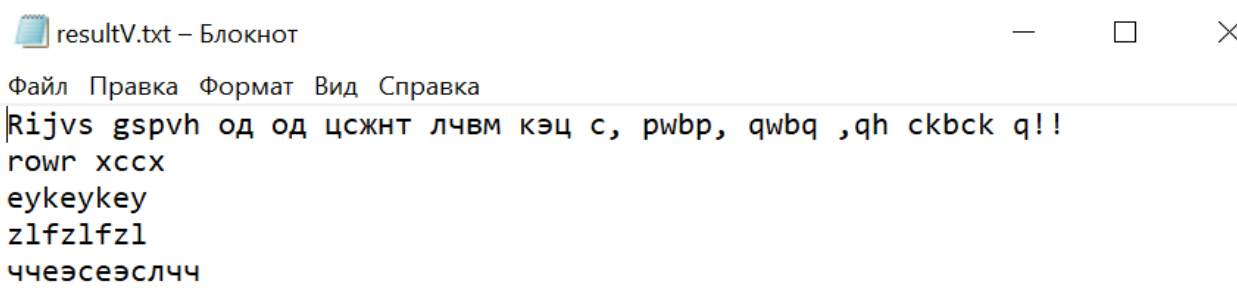 resultV.txt – Блокнот
Файл Правка Формат Вид Справка
Rijvs gspvh од од цсжнт лчвм кэц с, pwbp, qwbq ,qh ckbck q!!
rowr xccx
eykeykey
zlfzlfzl
ччеэсеэслчч